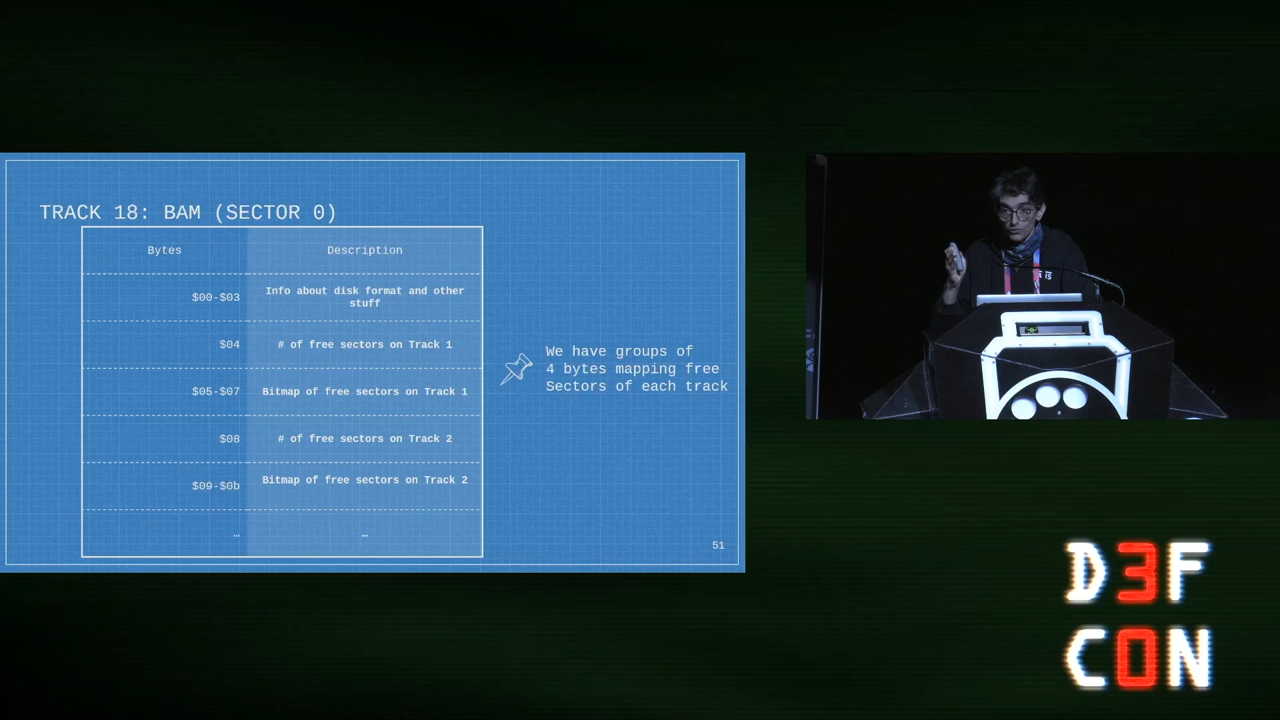 TRACK 18: BAM (SECTOR 0)
Bytes Description
$00-$03 Info about disk format and other
stuff
$04 # of free sectors on Track 1
$05-$07 Bitmap of free sectors on Track 1
$08 # of free sectors on Track 2
$09-$0b Bitmap of free sectors on Track 2
… …
We have groups of
4 bytes mapping free
Sectors of each track
51
D3F
C0N